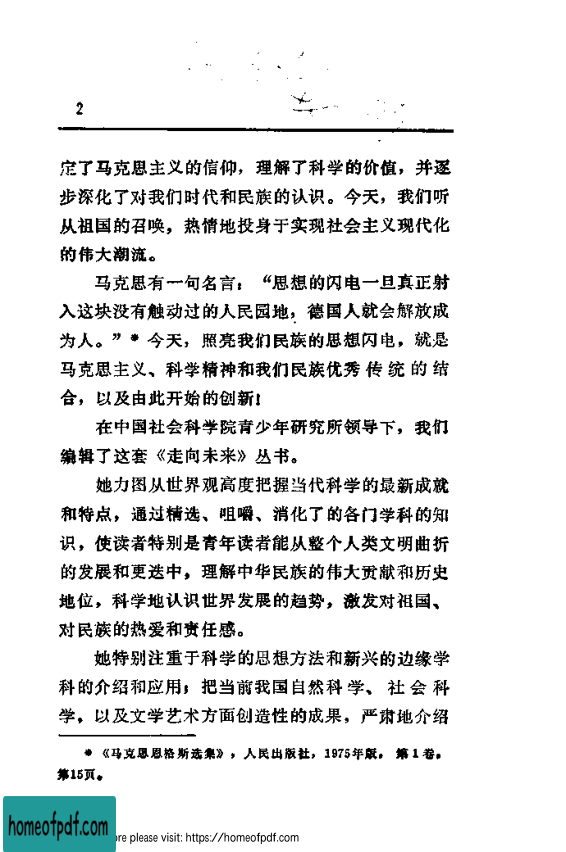 2
定了马克思主义的信仰，理解了科学的价值，并逐
步深化了对我们时代和民族的认识。今天，我们听
从祖国的召唤，热情地投身于实现社会主义现代化
的伟大潮流。
马克思有一句名言：“思想的闪电一旦真正射
入这块没有触动过的人民园地，德国人就会解放成
为人。”* 今天，照亮我们民族的思想闪电，就是
马克思主义、科学精神和我们民族优秀传统的结
合，以及由此开始的创新！
在中国社会科学院青少年研究所领导下，我们
编辑了这套《走向未来》丛书。
她力图从世界观高度把握当代科学的最新成就
和特点，通过精选、咀嚼、消化了的各门学科的知
识，使读者特别是青年读者能从整个人类文明曲折
的发展和更迭中，理解中华民族的伟大贡献和历史
地位，科学地认识世界发展的趋势，激发对祖国、
对民族的热爱和责任感。
她特别注重于科学的思想方法和新兴的边缘学
科的介绍和应用；把当前我国自然科学、社会科
学，以及文学艺术方面创造性的成果，严肃地介绍
* 《马克思恩格斯选集》，人民出版社，1975年版，第1卷，
第15页。
homeofpdf.com
re please visit: https://homeofpdf.com